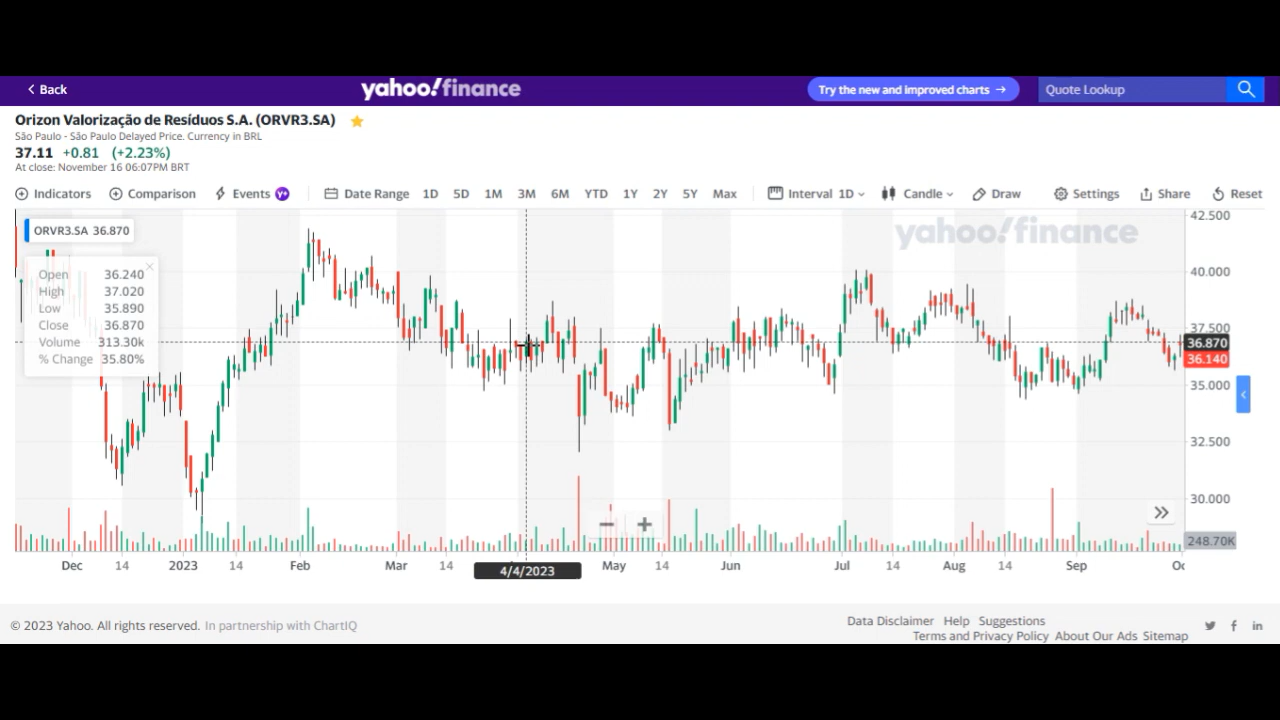 < Back
yahoo!finance
Try the new and improved charts →
Quote Lookup
Orizon Valorização de Resíduos S.A. (ORVR3.SA)
São Paulo - São Paulo Delayed Price. Currency in BRL
37.11 +0.81 (+2.23%)
At close: November 16 06:07PM BRT
Indicators Comparison Events Y+ Date Range 1D 5D 1M 3M 6M YTD 1Y 2Y 5Y Max Interval 1D Candle Draw Settings Share Reset
ORVR3.SA 36.870
yahoo!finance
Open 36.240
High 37.020
Low 35.890
Close 36.870
Volume 313.30k
% Change 35.80%
42.500
40.000
37.500
36.870
36.140
35.000
32.500
30.000
248.70K
Dec 14 2023 14 Feb Mar 14 4/4/2023 May 14 Jun Jul 14 Aug 14 Sep Oc
© 2023 Yahoo. All rights reserved. In partnership with ChartIQ
Data Disclaimer Help Suggestions
Terms and Privacy Policy About Our Ads Sitemap